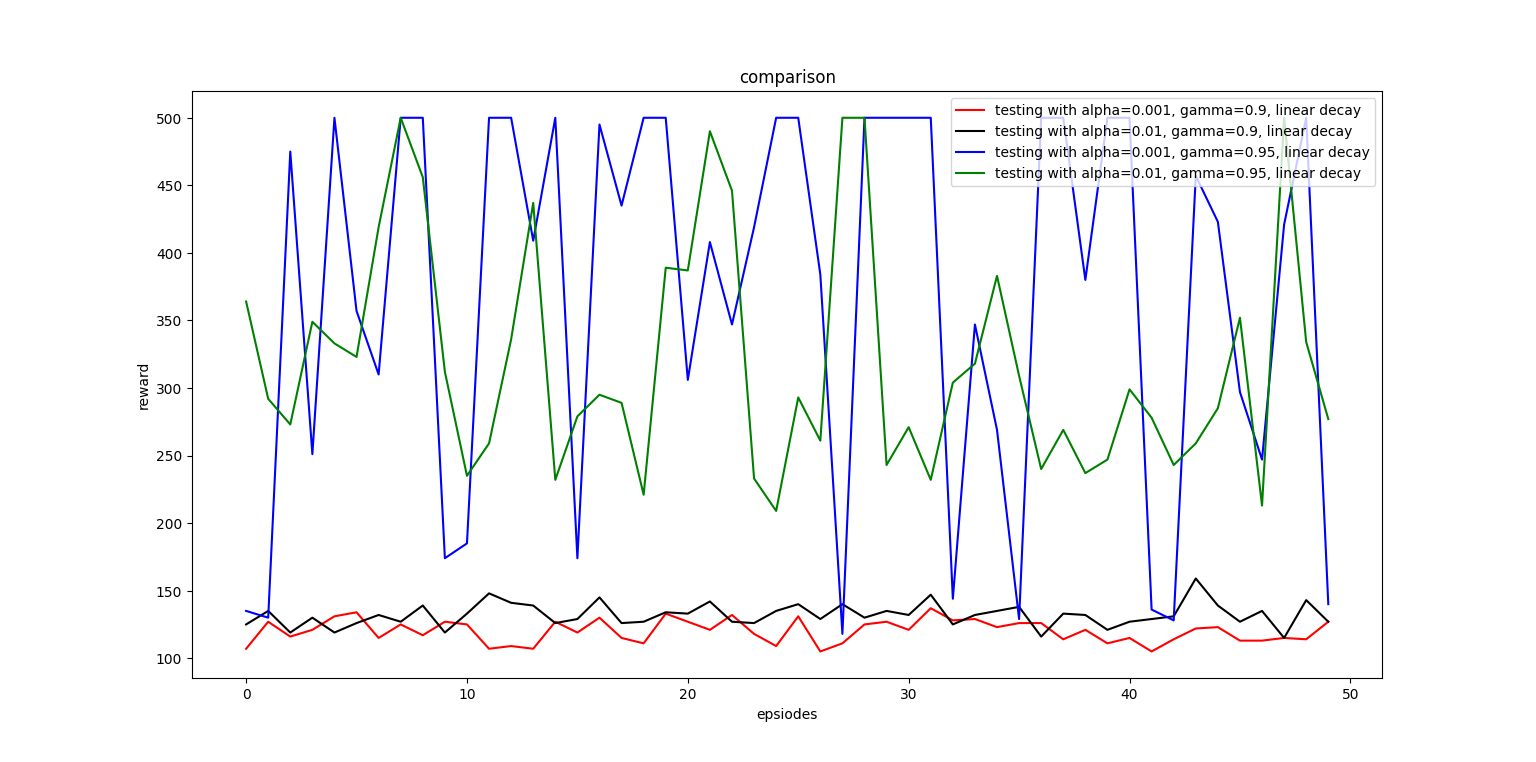 comparison
500
450
400
350
300
250
200
150
100
reward
0
10
20
30
40
50
epsiodes
testing with alpha=0.001, gamma=0.9, linear decay
testing with alpha=0.01, gamma=0.9, linear decay
testing with alpha=0.001, gamma=0.95, linear decay
testing with alpha=0.01, gamma=0.95, linear decay